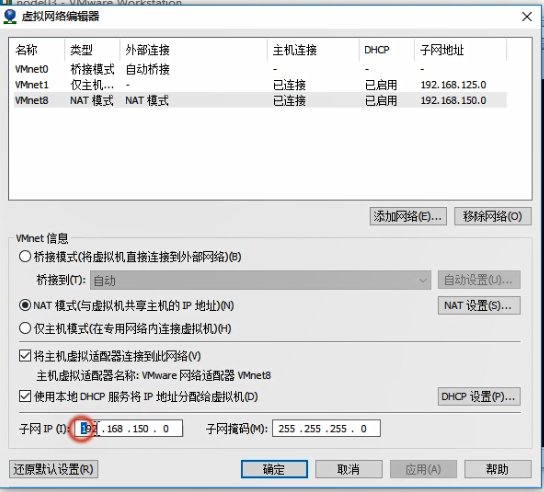 node03 - VMware Workstation
虚拟网络编辑器
名称 类型 外部连接 主机连接 DHCP 子网地址
VMnet0 桥接模式 自动桥接 - - -
VMnet1 仅主机... - 已连接 已启用 192.168.125.0
VMnet8 NAT 模式 NAT 模式 已连接 已启用 192.168.150.0
添加网络(E)... 移除网络(O)
VMnet 信息
桥接模式(将虚拟机直接连接到外部网络)(B)
桥接到(T): 自动 自动设置(U)...
NAT 模式(与虚拟机共享主机的 IP 地址)(N) NAT 设置(S)...
仅主机模式(在专用网络内连接虚拟机)(H)
将主机虚拟适配器连接到此网络(V)
主机虚拟适配器名称: VMware 网络适配器 VMnet8
使用本地 DHCP 服务将 IP 地址分配给虚拟机(D) DHCP 设置(P)...
子网 IP (I): 192 .168 .150 . 0 子网掩码(M): 255 .255 .255 . 0
还原默认设置(R) 确定 取消 应用(A) 帮助